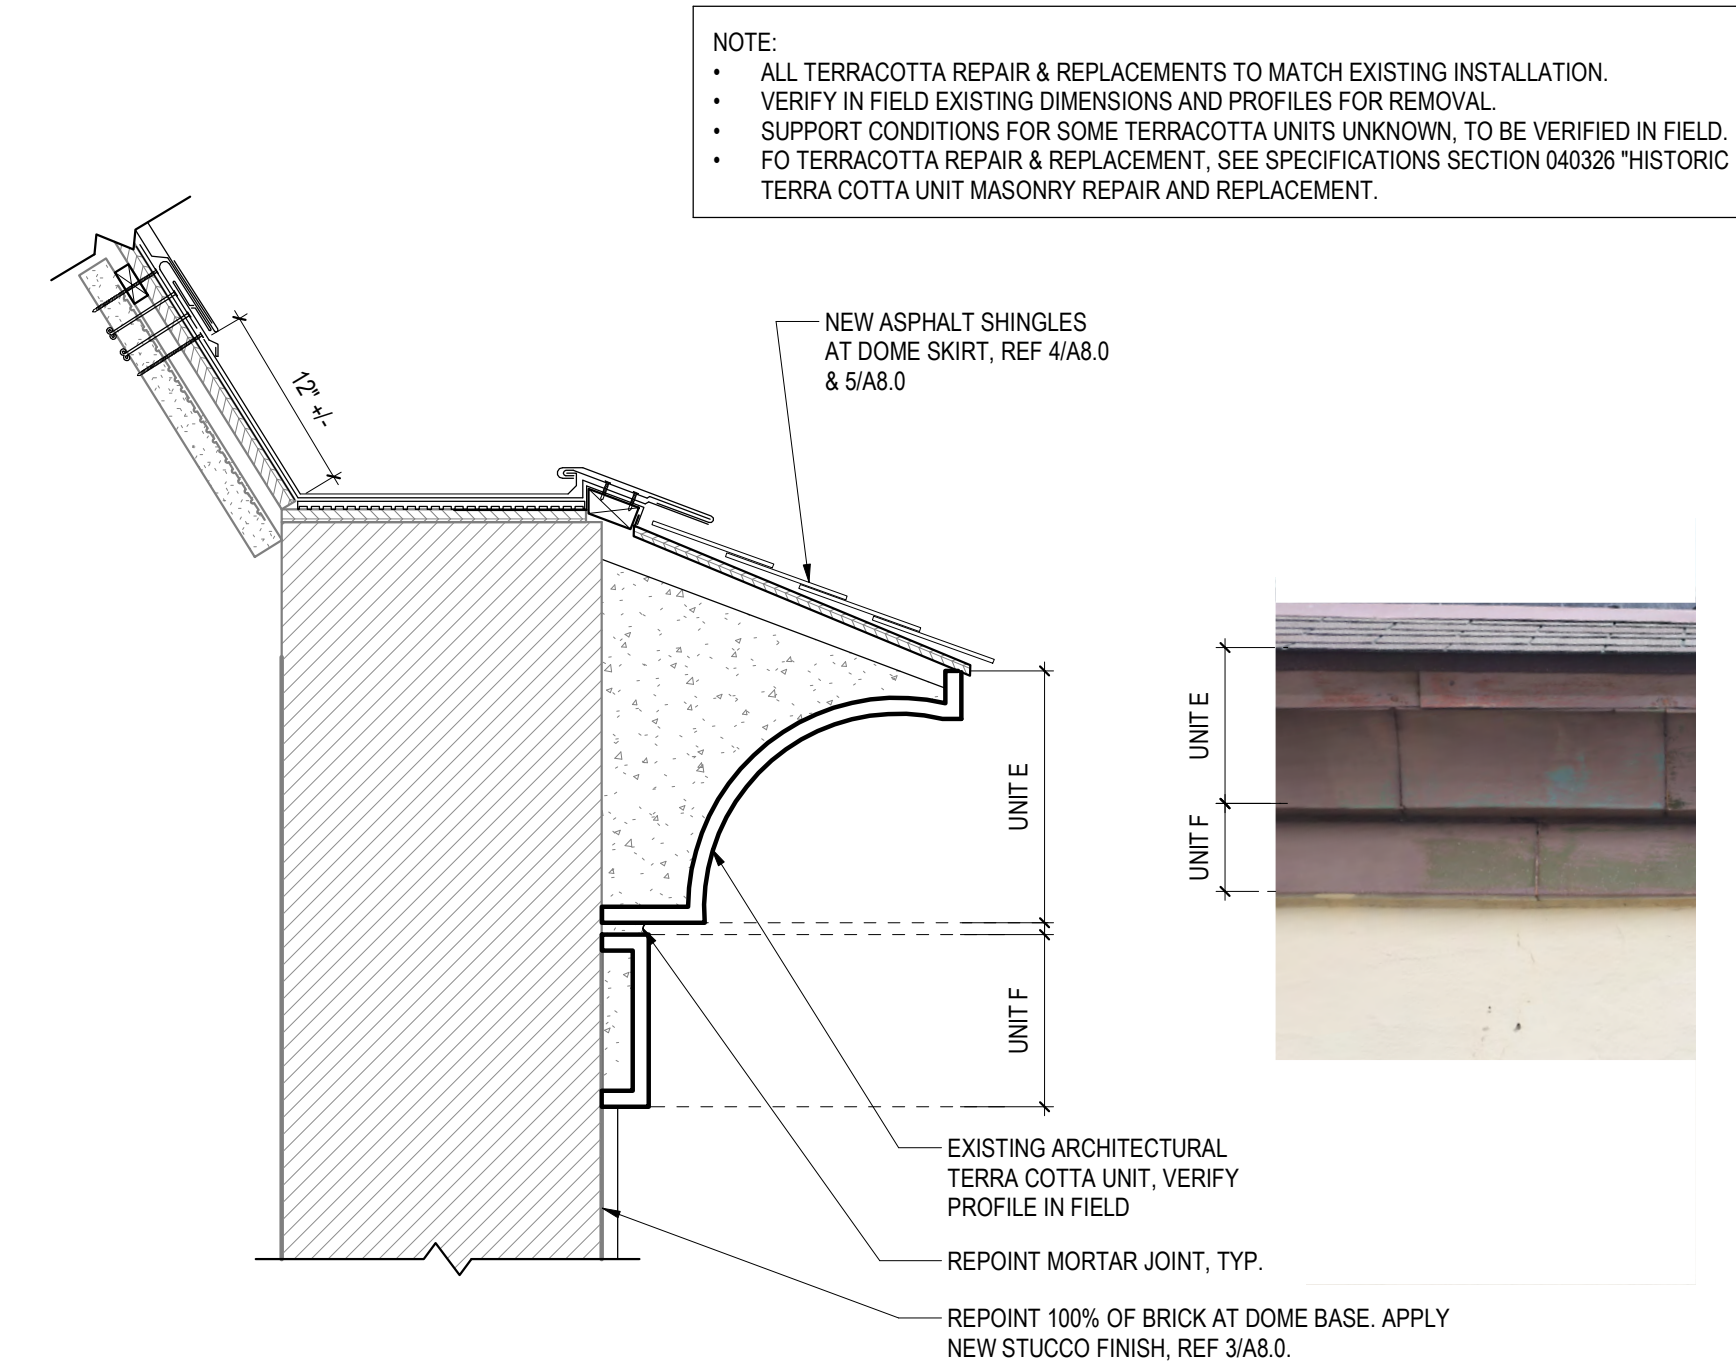 NOTE:
• ALL TERRACOTTA REPAIR & REPLACEMENTS TO MATCH EXISTING INSTALLATION.
• VERIFY IN FIELD EXISTING DIMENSIONS AND PROFILES FOR REMOVAL.
• SUPPORT CONDITIONS FOR SOME TERRACOTTA UNITS UNKNOWN, TO BE VERIFIED IN FIELD.
• FO TERRACOTTA REPAIR & REPLACEMENT, SEE SPECIFICATIONS SECTION 040326 "HISTORIC
TERRA COTTA UNIT MASONRY REPAIR AND REPLACEMENT.
NEW ASPHALT SHINGLES
AT DOME SKIRT, REF 4/A8.0
& 5/A8.0
12" +/-
UNIT E
UNIT F
UNIT E
UNIT F
EXISTING ARCHITECTURAL
TERRA COTTA UNIT, VERIFY
PROFILE IN FIELD
REPOINT MORTAR JOINT, TYP.
REPOINT 100% OF BRICK AT DOME BASE. APPLY
NEW STUCCO FINISH, REF 3/A8.0.